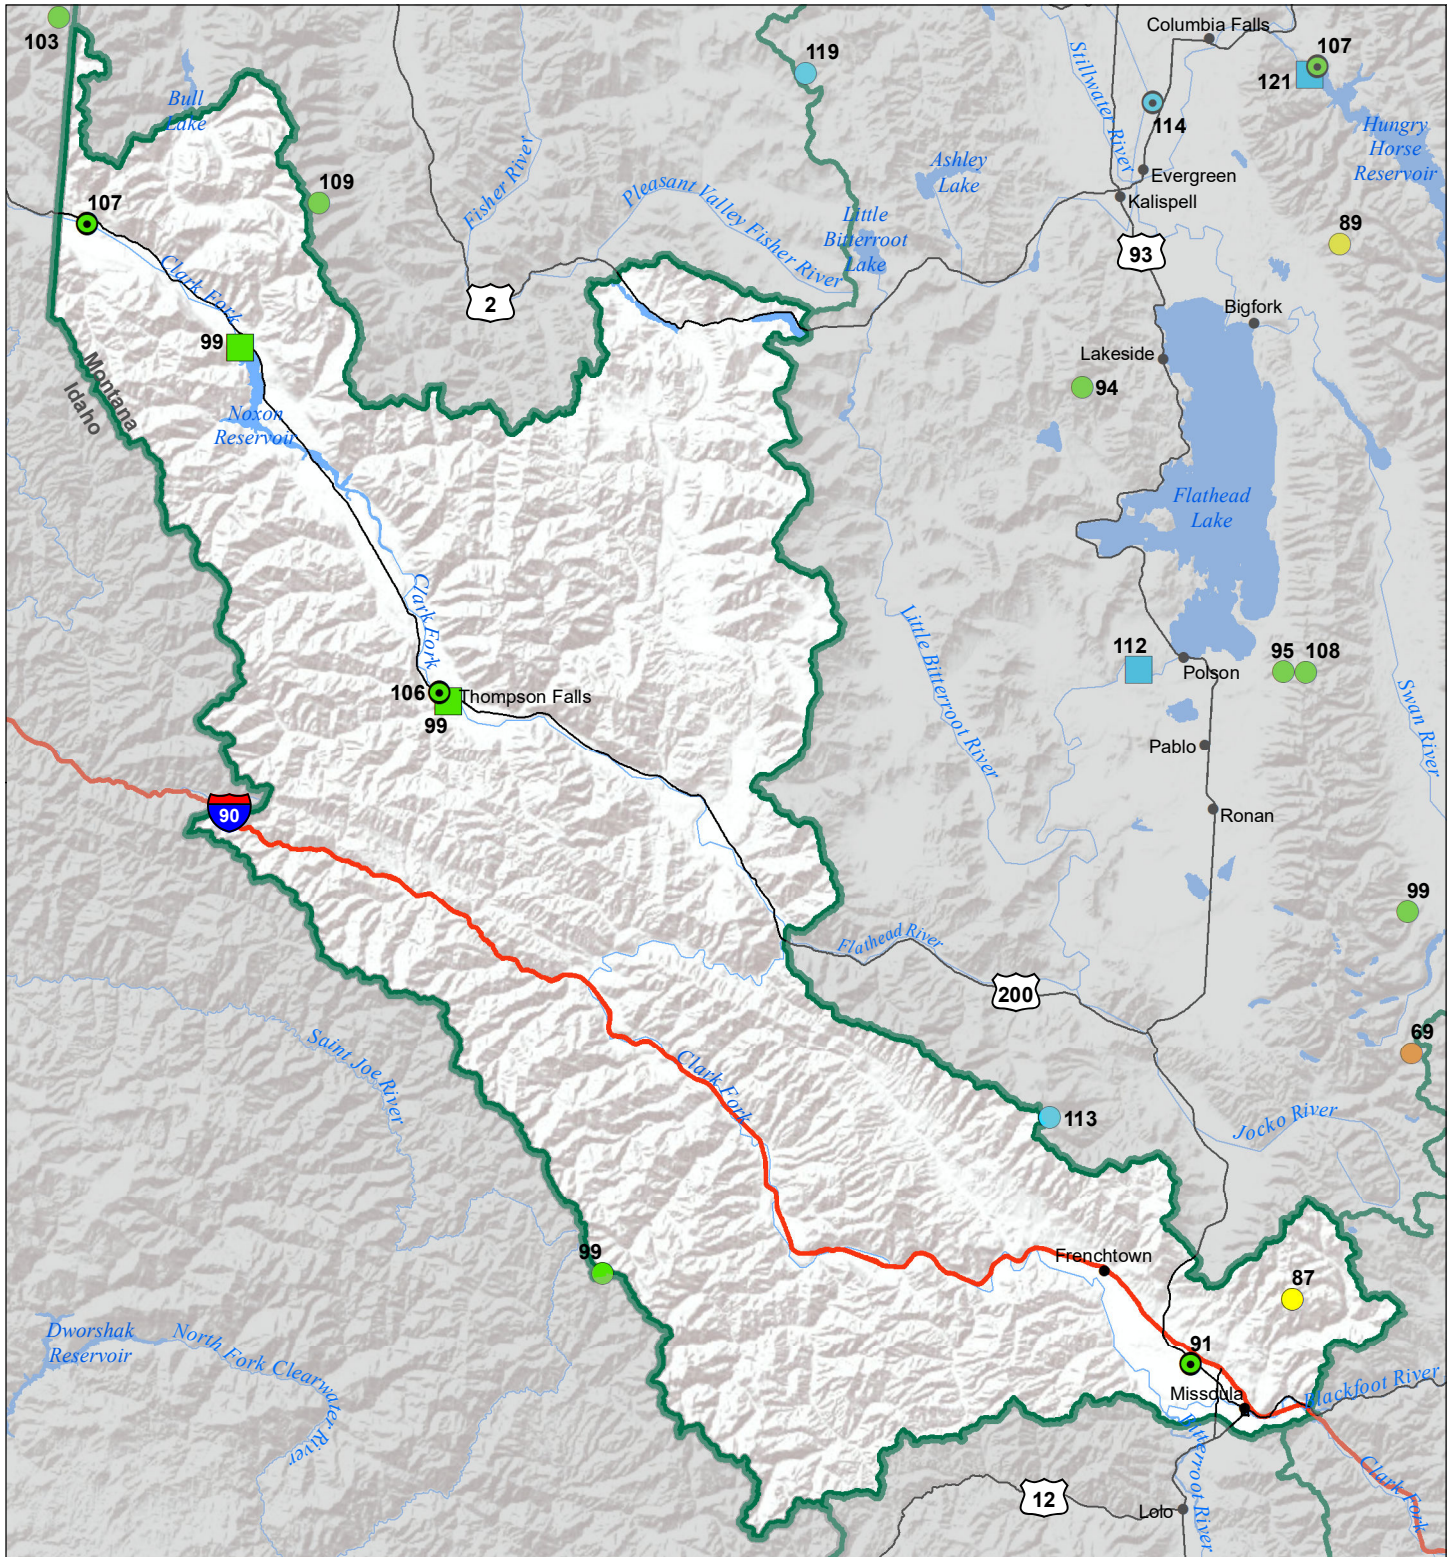 103
Bull
Lake
119
Stillwater River
Columbia Falls
107
121
114
Hungry
Horse
Reservoir
Evergreen
Kalispell
Ashley
Lake
Fisher River
Pleasant Valley Fisher River
Little
Bitterroot
Lake
109
107
89
93
2
Clark Fork
99
Bigfork
Lakeside
94
Montana
Idaho
Noxon
Reservoir
Flathead
Lake
Clark Fork
Little Bitterroot River
112
95
108
Polson
Swan River
106
Thompson Falls
99
Pablo
90
Ronan
99
Flathead River
200
69
Saint Joe River
Clark Fork
113
Jocko River
99
Frenchtown
87
Dworshak
Reservoir
North Fork Clearwater
River
91
Missoula
Blackfoot River
Bitterroot River
12
Lolo
Clark Fork